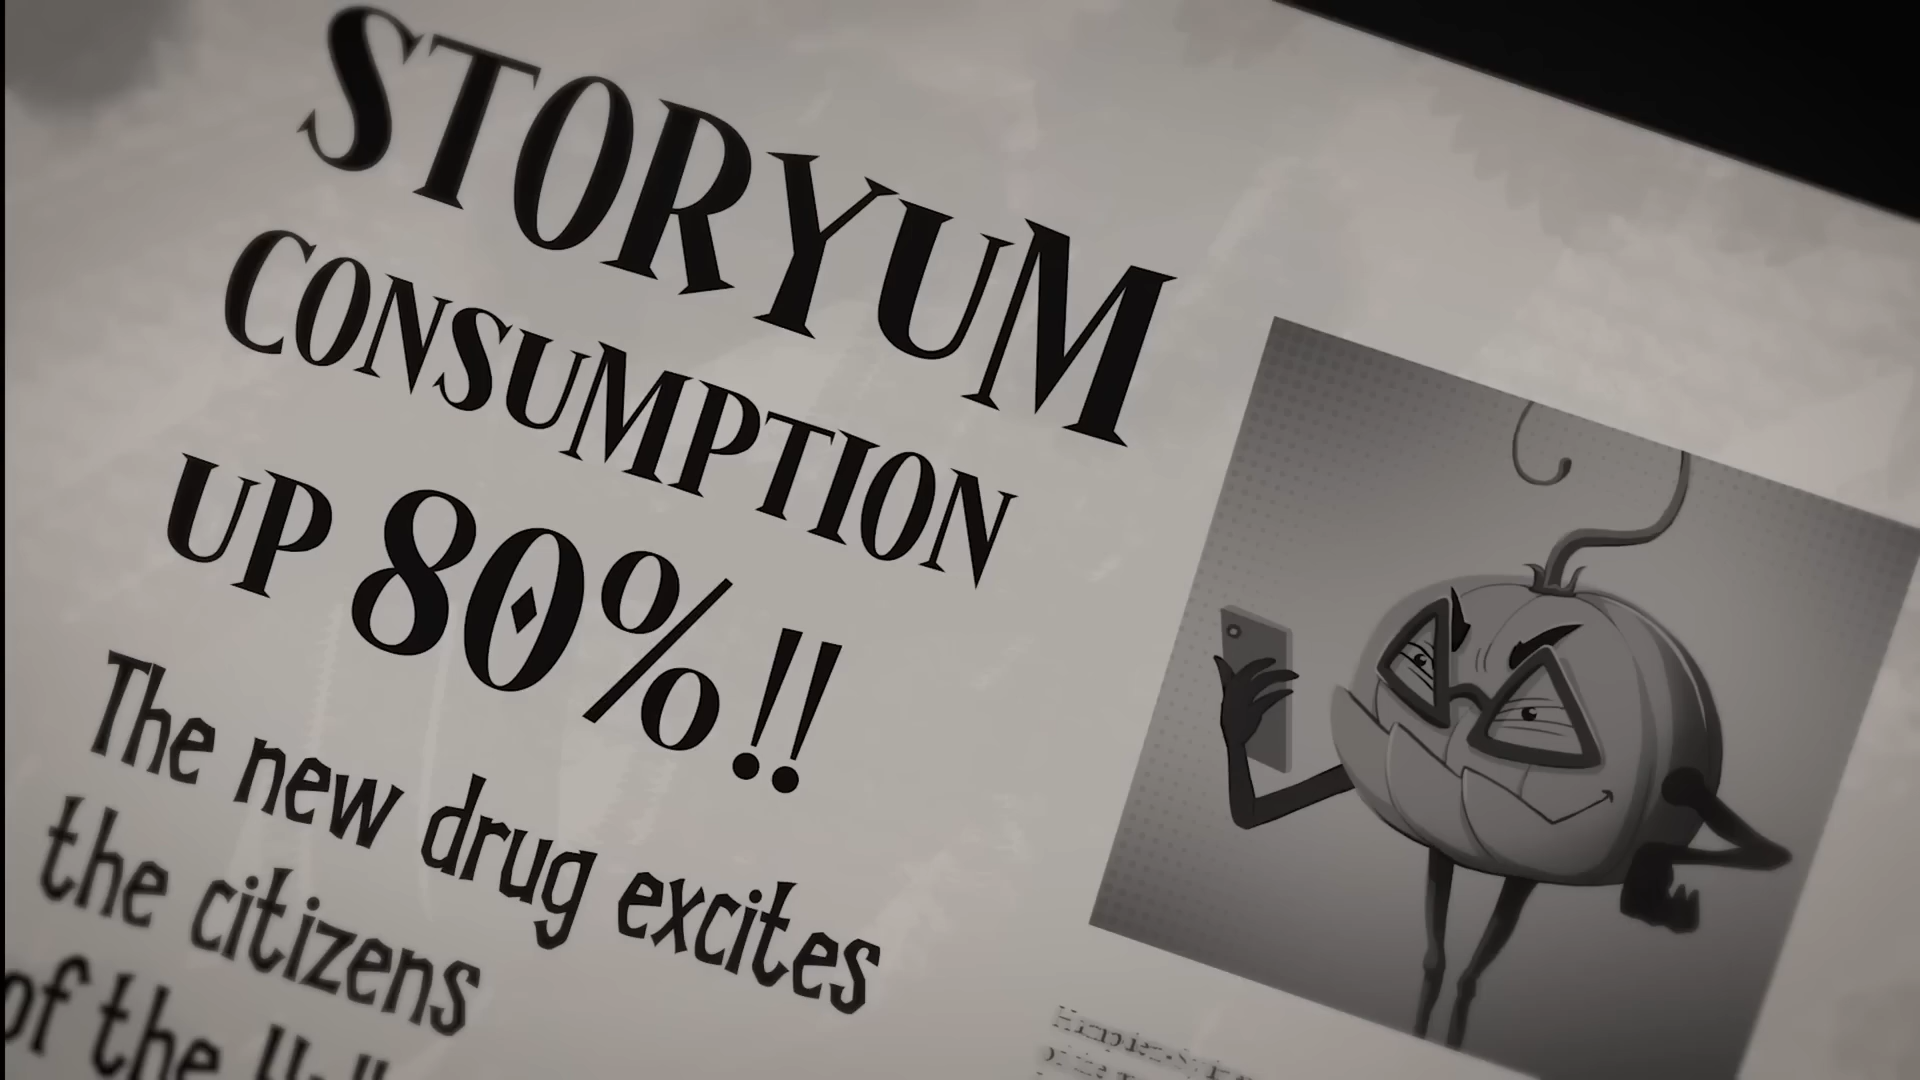 STORYUM
CONSUMPTION
UP 80%!!
The new drug excites
the citizens
of the